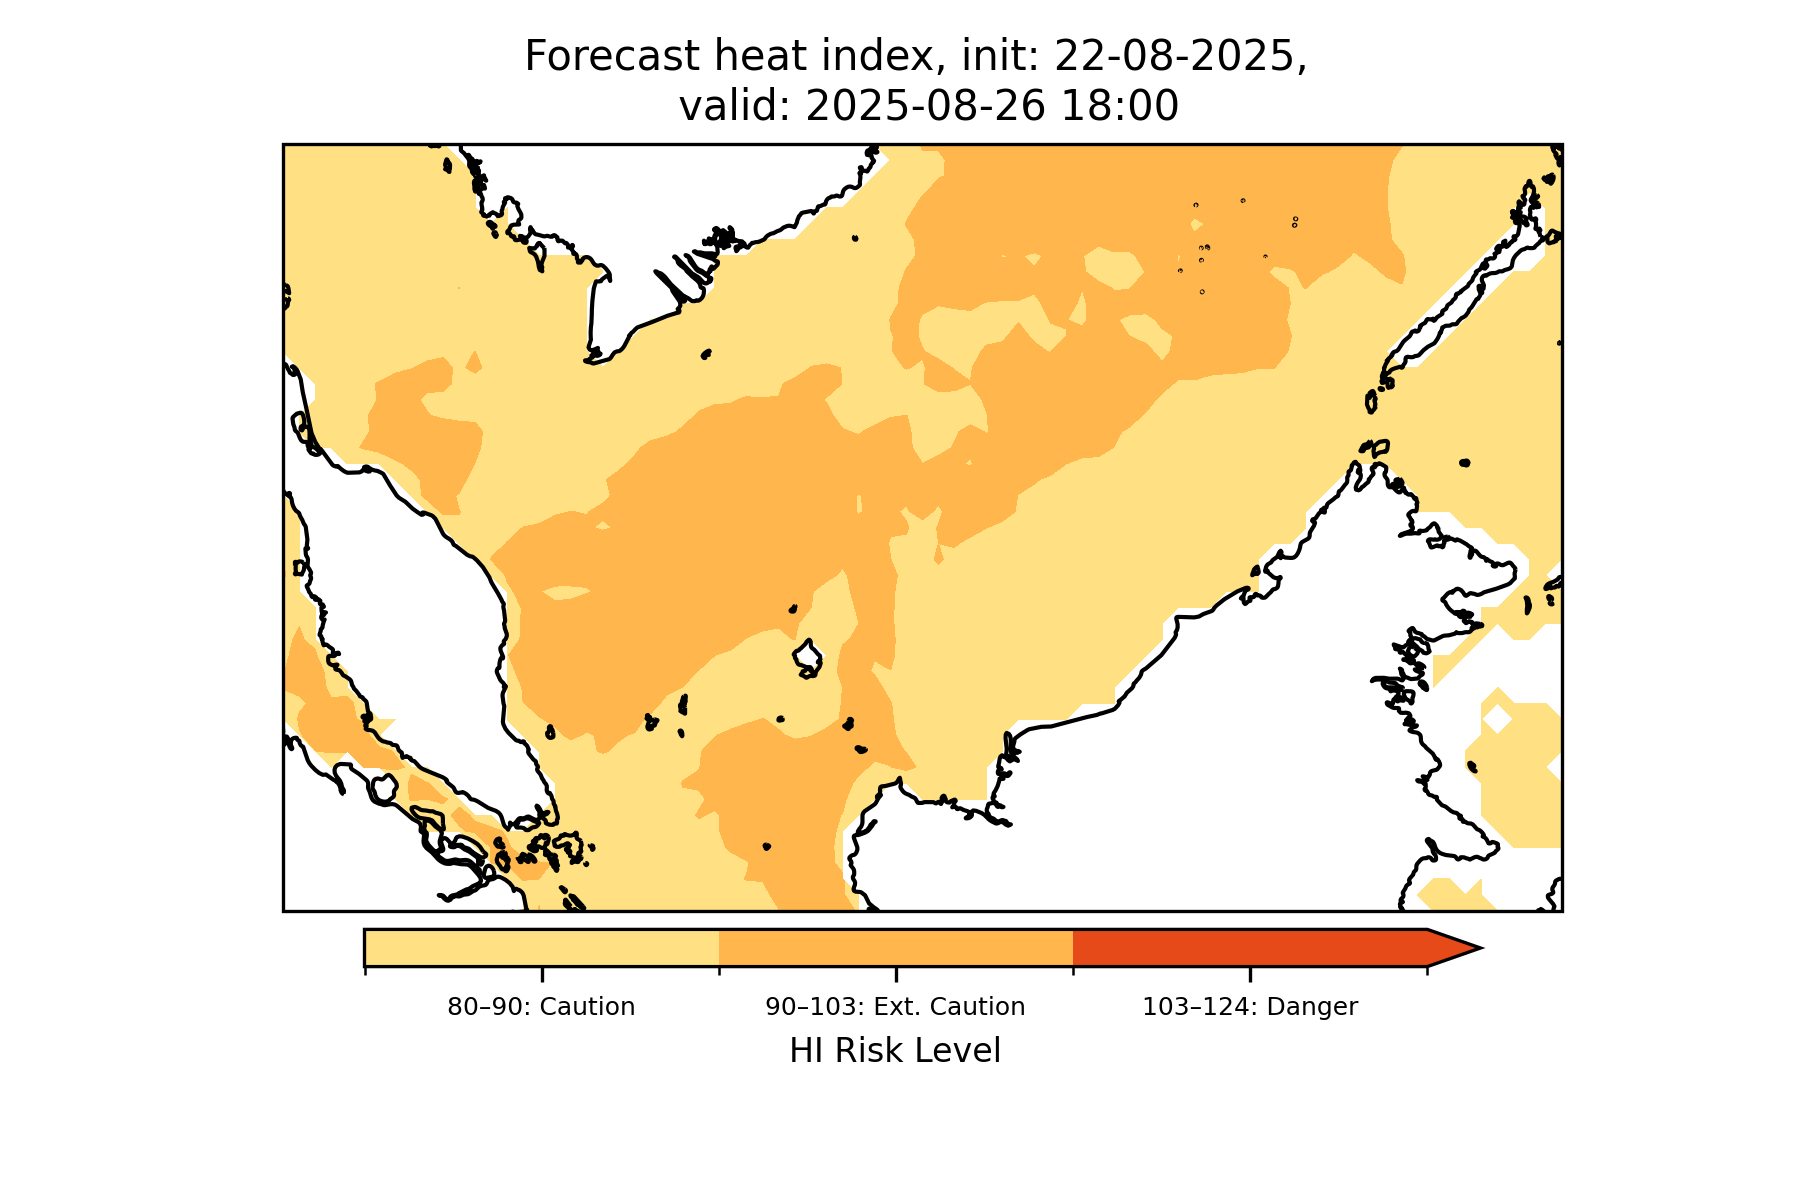 Forecast heat index, init: 22-08-2025,
valid: 2025-08-26 18:00
80–90: Caution
90–103: Ext. Caution
103–124: Danger
HI Risk Level